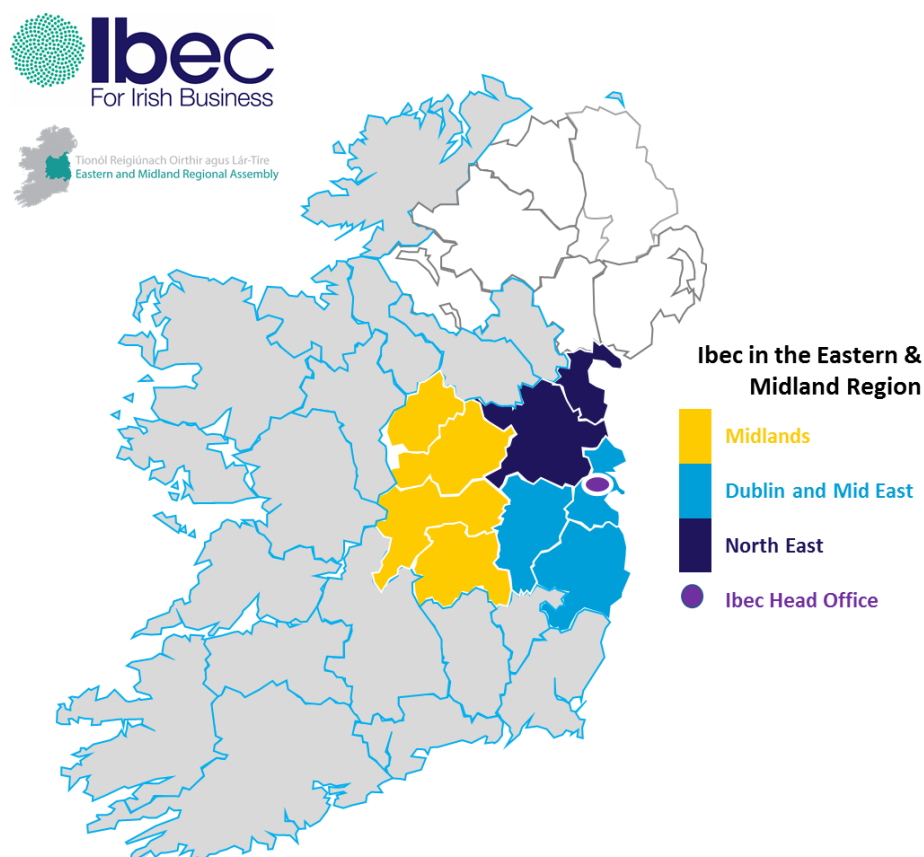 Ibec
For Irish Business
Tionól Reigiúnach Oirthir agus Lár-Tíre
Eastern and Midland Regional Assembly
Ibec in the Eastern &
Midland Region
Midlands
Dublin and Mid East
North East
Ibec Head Office